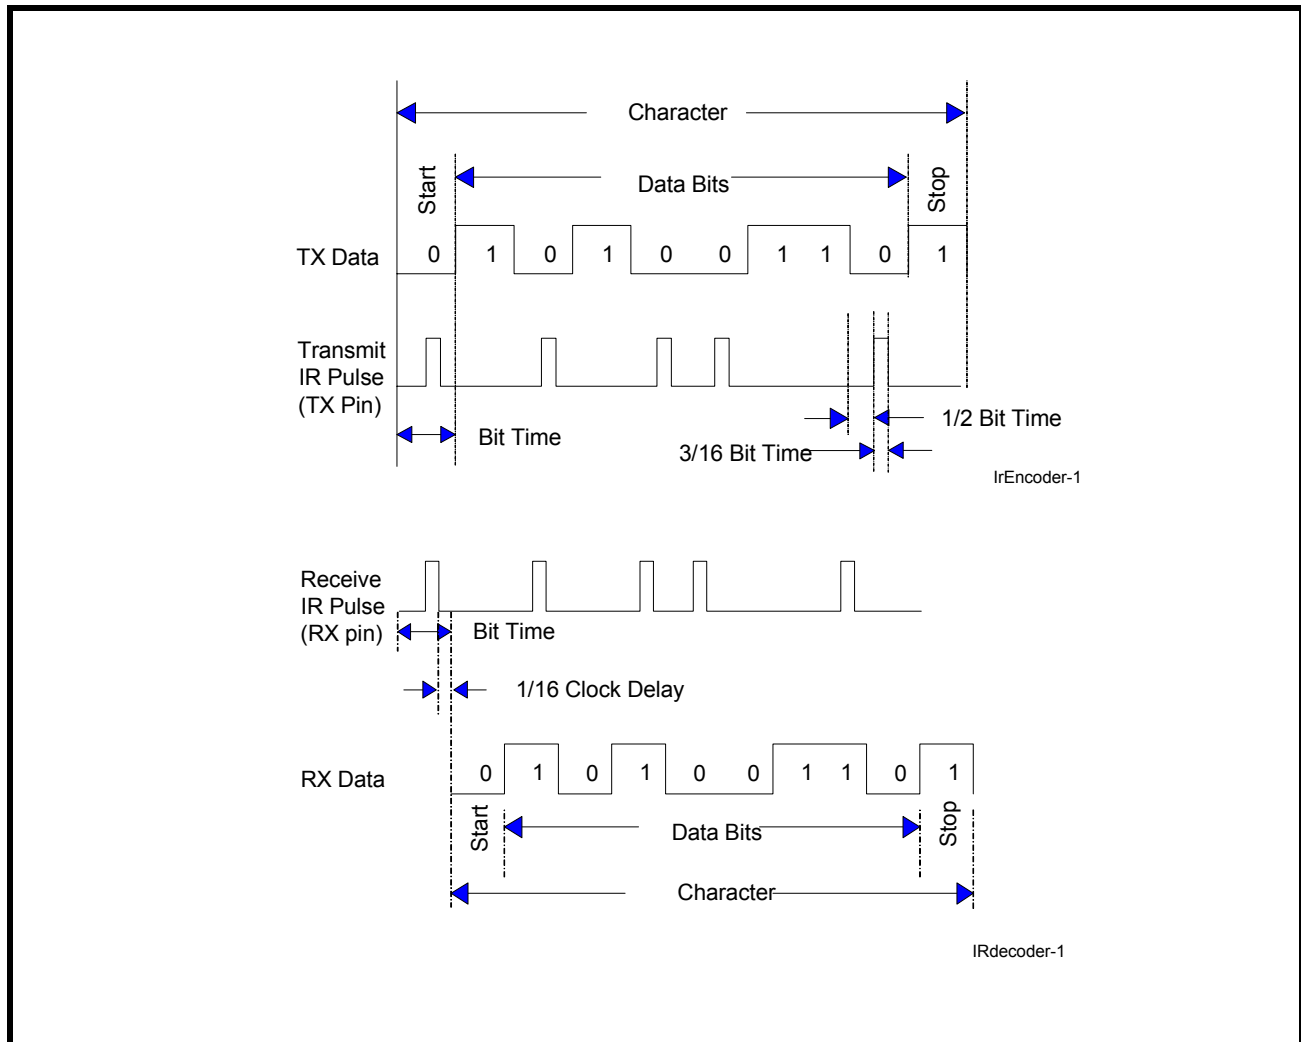 Character
Start
Data Bits
Stop
TX Data
0 1 0 1 0 0 1 1 0 1
Transmit
IR Pulse
(TX Pin)
1/2 Bit Time
Bit Time
3/16 Bit Time
IrEncoder-1
Receive
IR Pulse
(RX pin)
Bit Time
1/16 Clock Delay
RX Data
0 1 0 1 0 0 1 1 0 1
Start
Data Bits
Stop
Character
IRdecoder-1